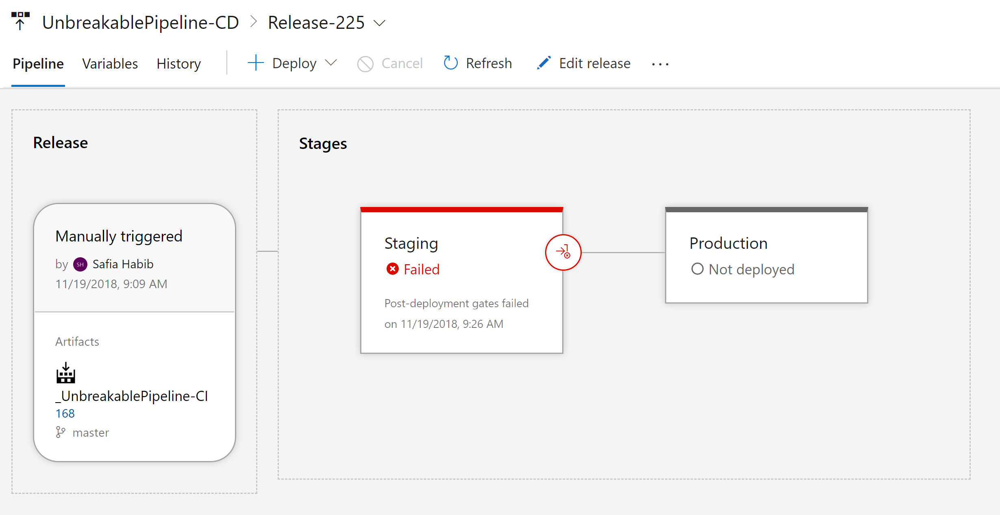 UnbreakablePipeline-CD > Release-225
Pipeline Variables History Deploy Cancel Refresh Edit release ...
Release
Manually triggered
by SH Safia Habib
11/19/2018, 9:09 AM
Artifacts
_UnbreakablePipeline-CI
168
master
Stages
Staging
Failed
Post-deployment gates failed
on 11/19/2018, 9:26 AM
Production
Not deployed